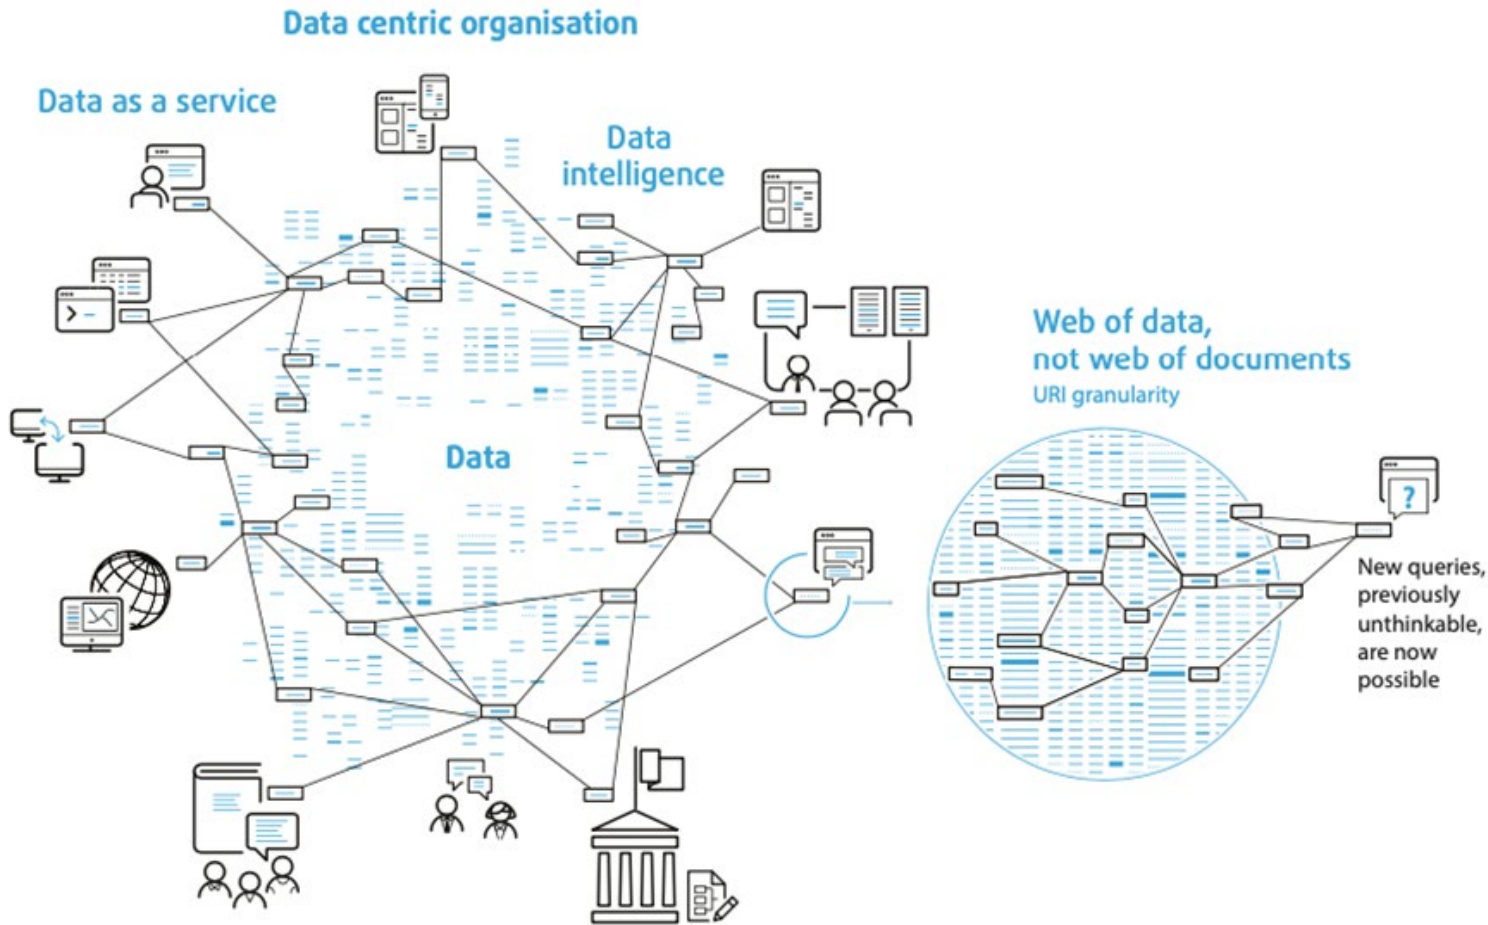 Data centric organisation
Data as a service
Data
intelligence
Data
Web of data,
not web of documents
URI granularity
?
New queries,
previously
unthinkable,
are now
possible